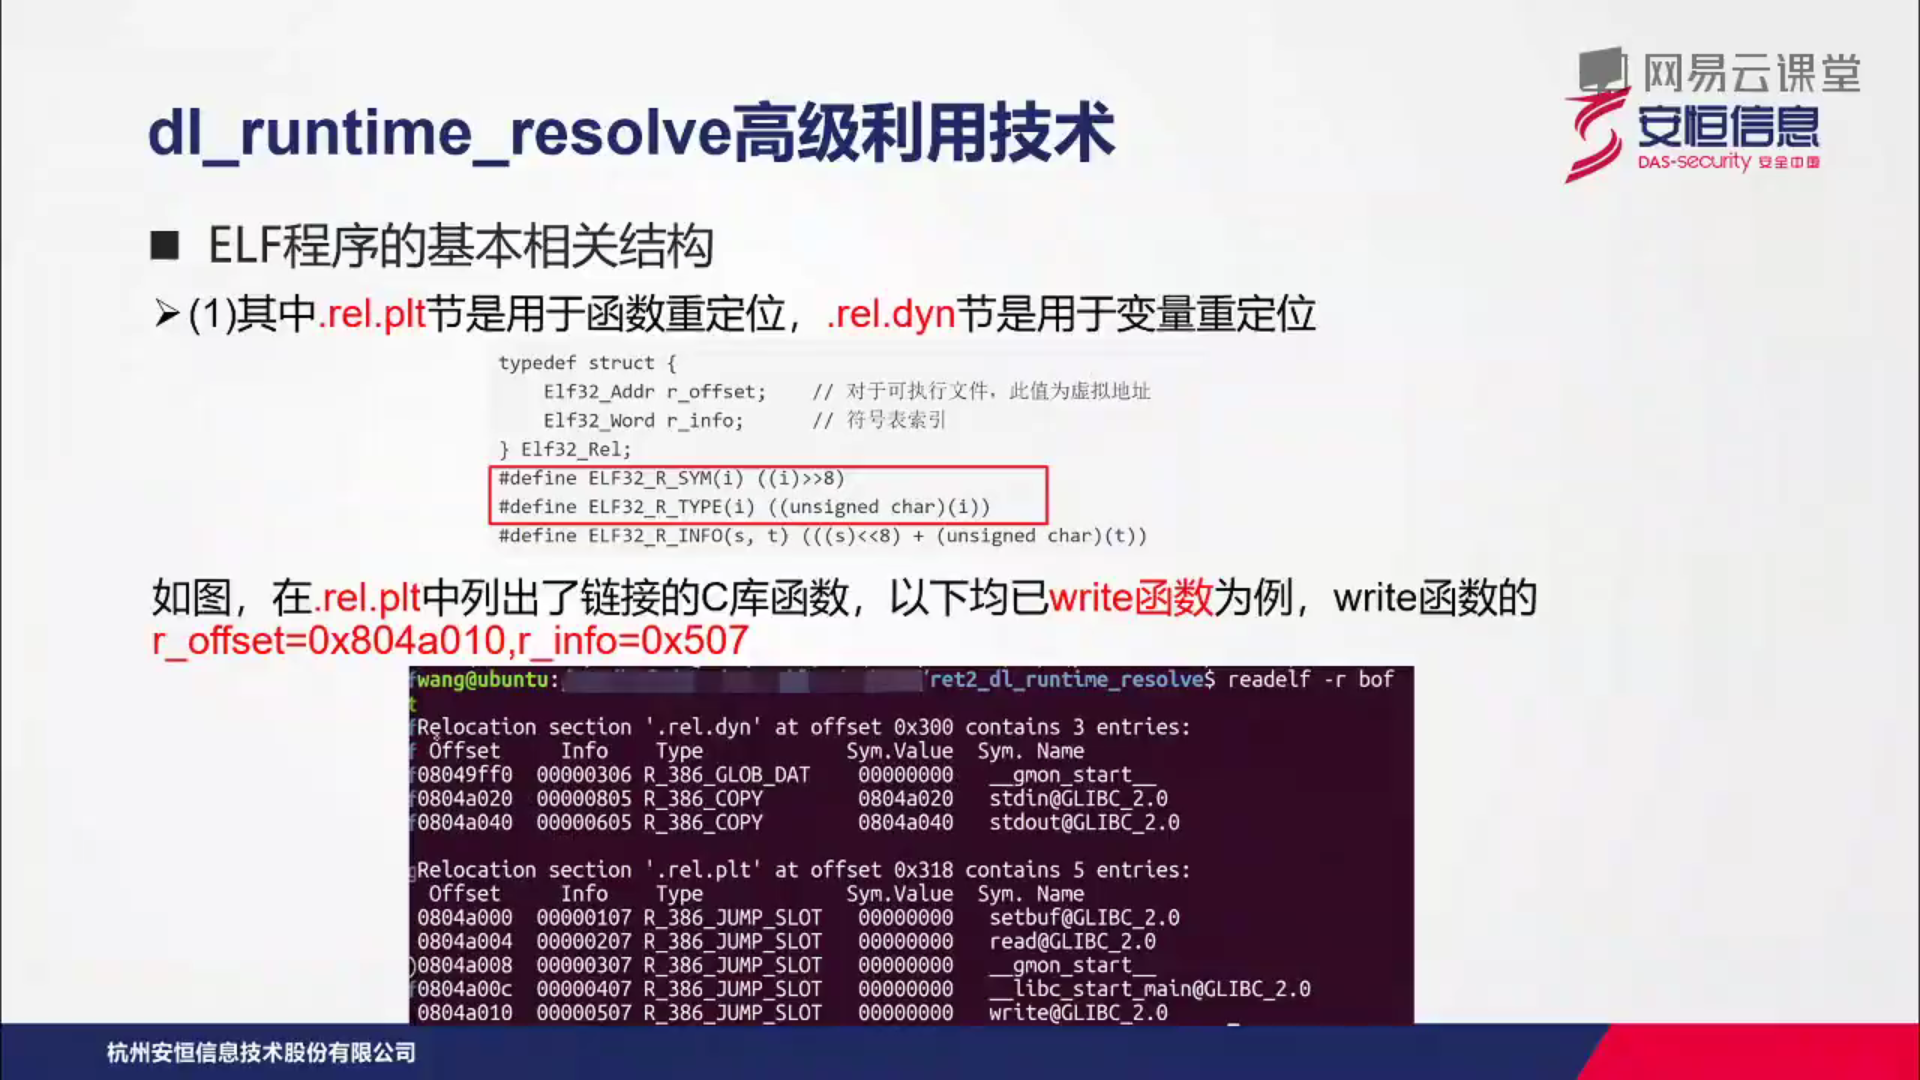 网易云课堂
安恒信息
DAS-security 安全中国
dl_runtime_resolve高级利用技术
ELF程序的基本相关结构
(1)其中.rel.plt节是用于函数重定位，.rel.dyn节是用于变量重定位
typedef struct {
Elf32_Addr r_offset; // 对于可执行文件，此值为虚拟地址
Elf32_Word r_info; // 符号表索引
} Elf32_Rel;
#define ELF32_R_SYM(i) ((i)>>8)
#define ELF32_R_TYPE(i) ((unsigned char)(i))
#define ELF32_R_INFO(s, t) (((s)<<8) + (unsigned char)(t))
如图，在.rel.plt中列出了链接的C库函数，以下均已write函数为例，write函数的
r_offset=0x804a010,r_info=0x507
wang@ubuntu: /ret2_dl_runtime_resolve$ readelf -r bof
Relocation section '.rel.dyn' at offset 0x300 contains 3 entries:
Offset Info Type Sym.Value Sym. Name
08049ff0 00000306 R_386_GLOB_DAT 00000000 __gmon_start__
0804a020 00000805 R_386_COPY 0804a020 stdin@GLIBC_2.0
0804a040 00000605 R_386_COPY 0804a040 stdout@GLIBC_2.0
Relocation section '.rel.plt' at offset 0x318 contains 5 entries:
Offset Info Type Sym.Value Sym. Name
0804a000 00000107 R_386_JUMP_SLOT 00000000 setbuf@GLIBC_2.0
0804a004 00000207 R_386_JUMP_SLOT 00000000 read@GLIBC_2.0
0804a008 00000307 R_386_JUMP_SLOT 00000000 __gmon_start__
0804a00c 00000407 R_386_JUMP_SLOT 00000000 __libc_start_main@GLIBC_2.0
0804a010 00000507 R_386_JUMP_SLOT 00000000 write@GLIBC_2.0
杭州安恒信息技术股份有限公司